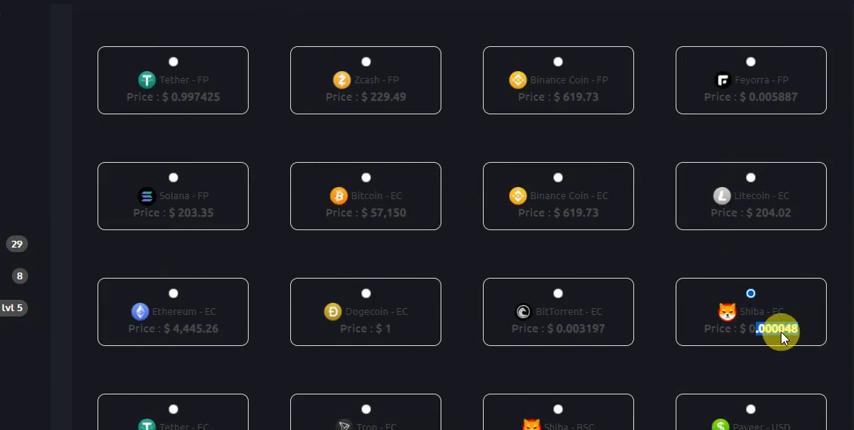 Tether - FP
Price : $ 0.997425
Zcash - FP
Price : $ 229.49
Binance Coin - FP
Price : $ 619.73
Feyorra - FP
Price : $ 0.005887
Solana - FP
Price : $ 203.35
Bitcoin - EC
Price : $ 57,150
Binance Coin - EC
Price : $ 619.73
Litecoin - EC
Price : $ 204.02
29
8
lvl 5
Ethereum - EC
Price : $ 4,445.26
Dogecoin - EC
Price : $ 1
BitTorrent - EC
Price : $ 0.003197
Shiba - EC
Price : $ 0.000048
Tether - EC
Tron - EC
Shiba - BSC
Payeer - USD